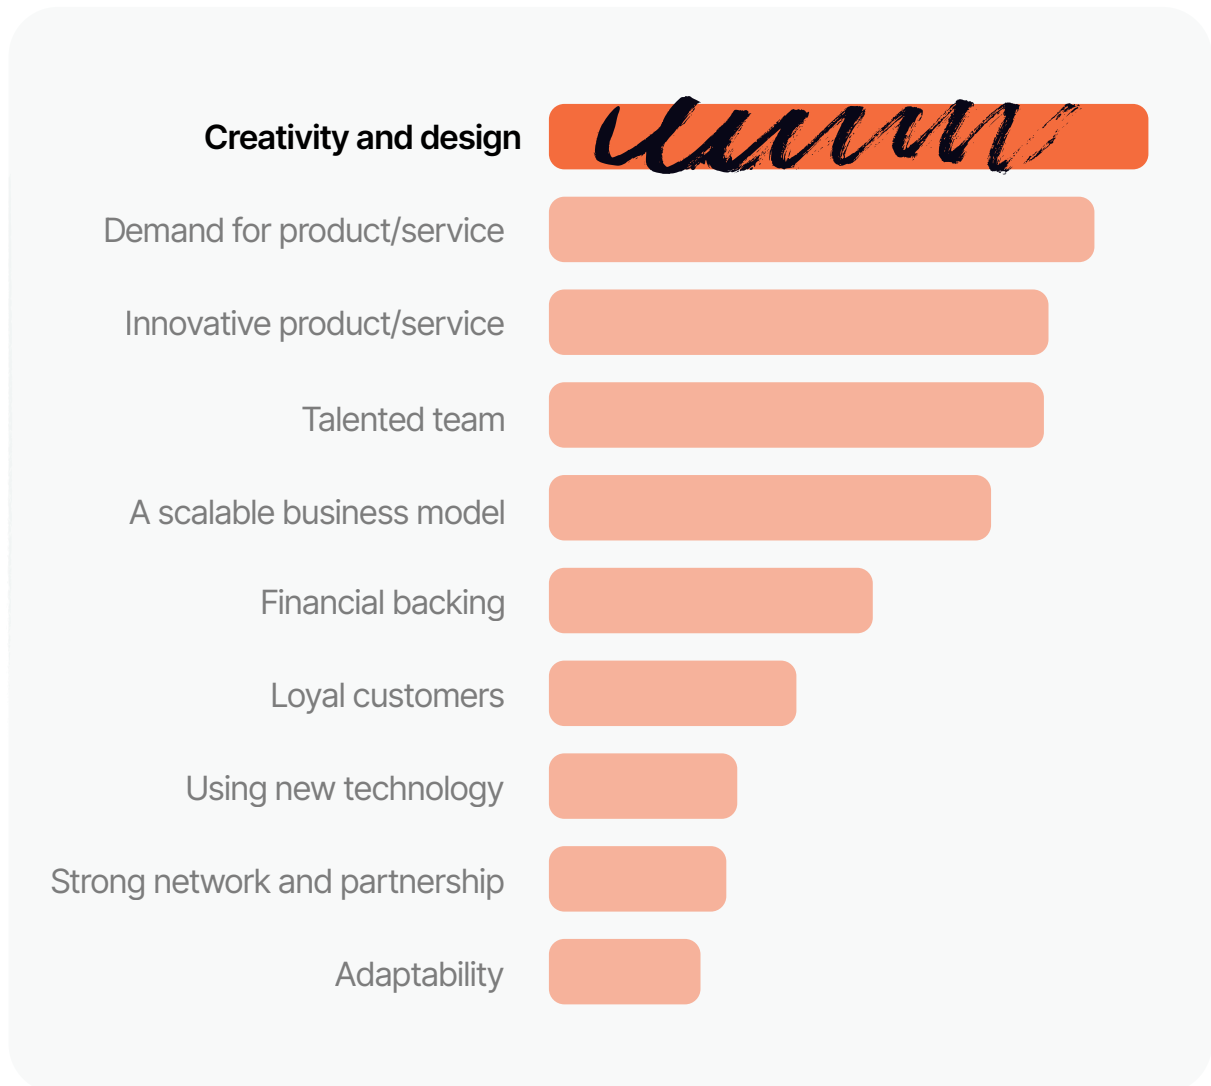 Creativity and design
Demand for product/service
Innovative product/service
Talented team
A scalable business model
Financial backing
Loyal customers
Using new technology
Strong network and partnership
Adaptability